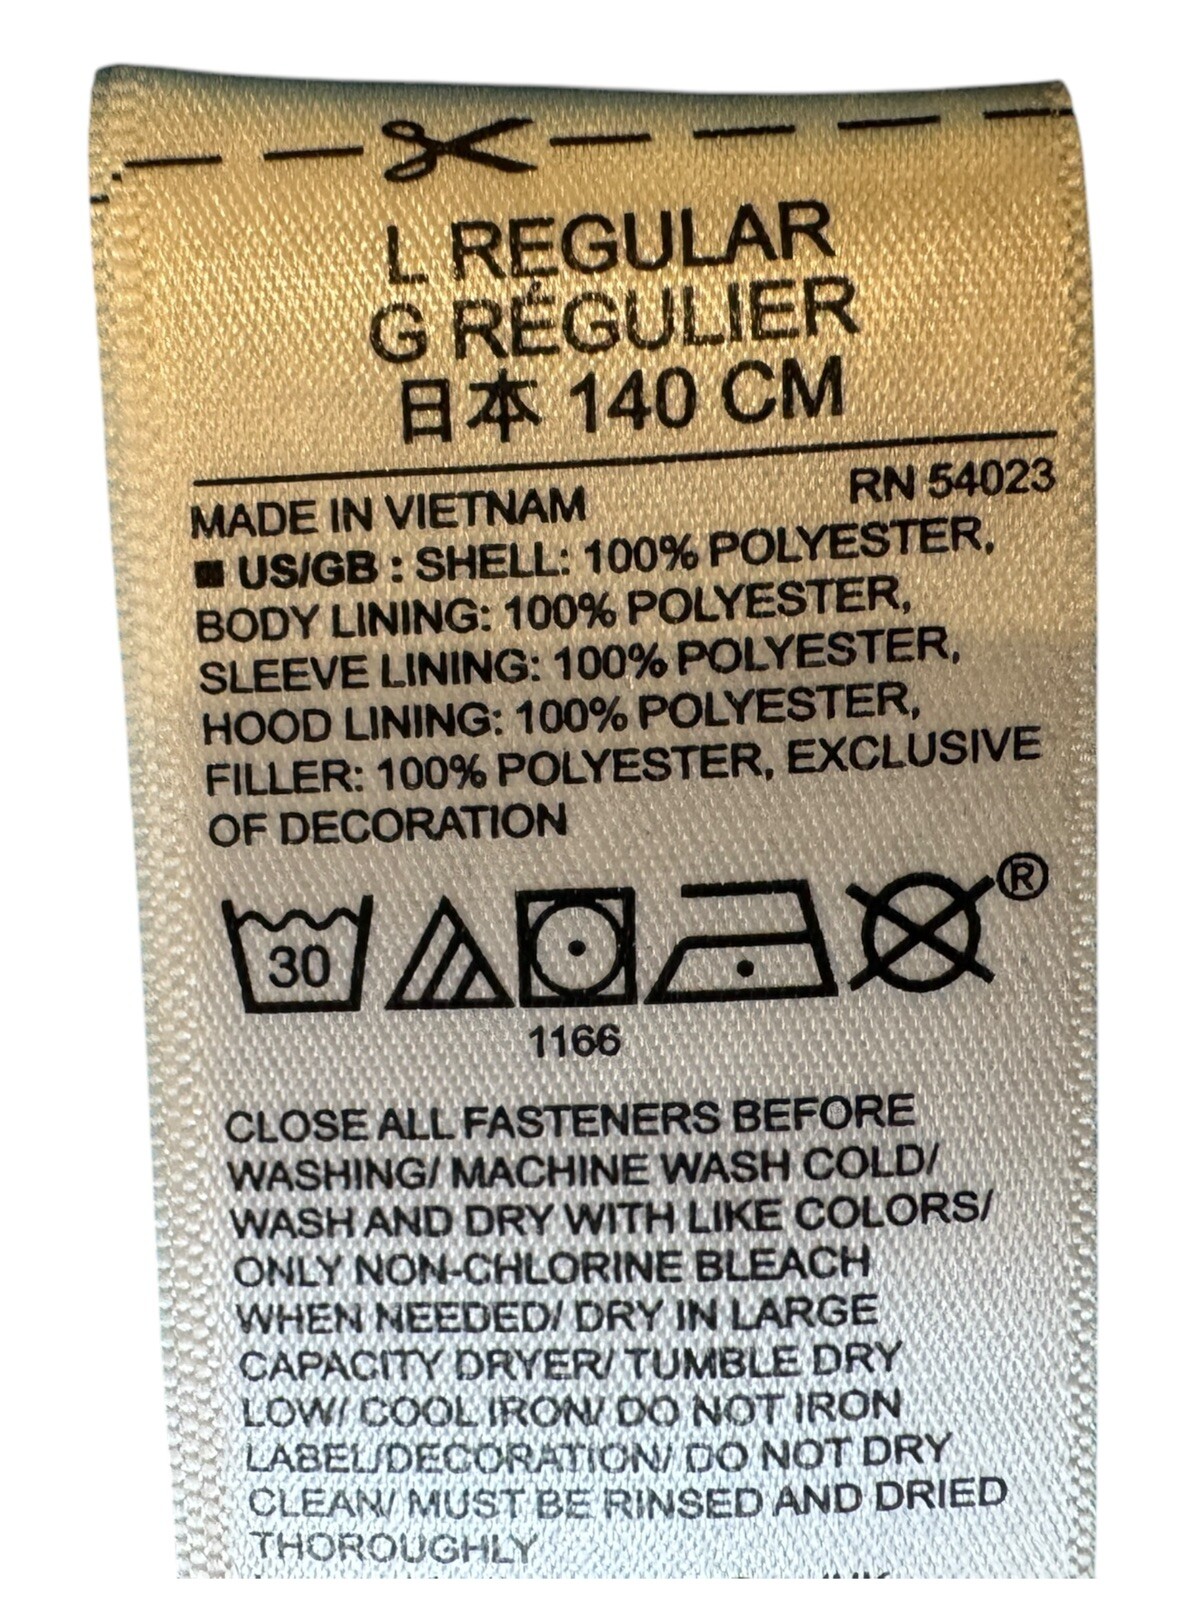 L REGULAR
G RÉGULIER
日本 140 CM
MADE IN VIETNAM RN 54023
■ US/GB : SHELL: 100% POLYESTER,
BODY LINING: 100% POLYESTER,
SLEEVE LINING: 100% POLYESTER,
HOOD LINING: 100% POLYESTER,
FILLER: 100% POLYESTER, EXCLUSIVE
OF DECORATION
30
®
1166
CLOSE ALL FASTENERS BEFORE
WASHING/ MACHINE WASH COLD/
WASH AND DRY WITH LIKE COLORS/
ONLY NON-CHLORINE BLEACH
WHEN NEEDED/ DRY IN LARGE
CAPACITY DRYER/ TUMBLE DRY
LOW/ COOL IRON/ DO NOT IRON
LABEL/DECORATION/ DO NOT DRY
CLEAN/ MUST BE RINSED AND DRIED
THOROUGHLY